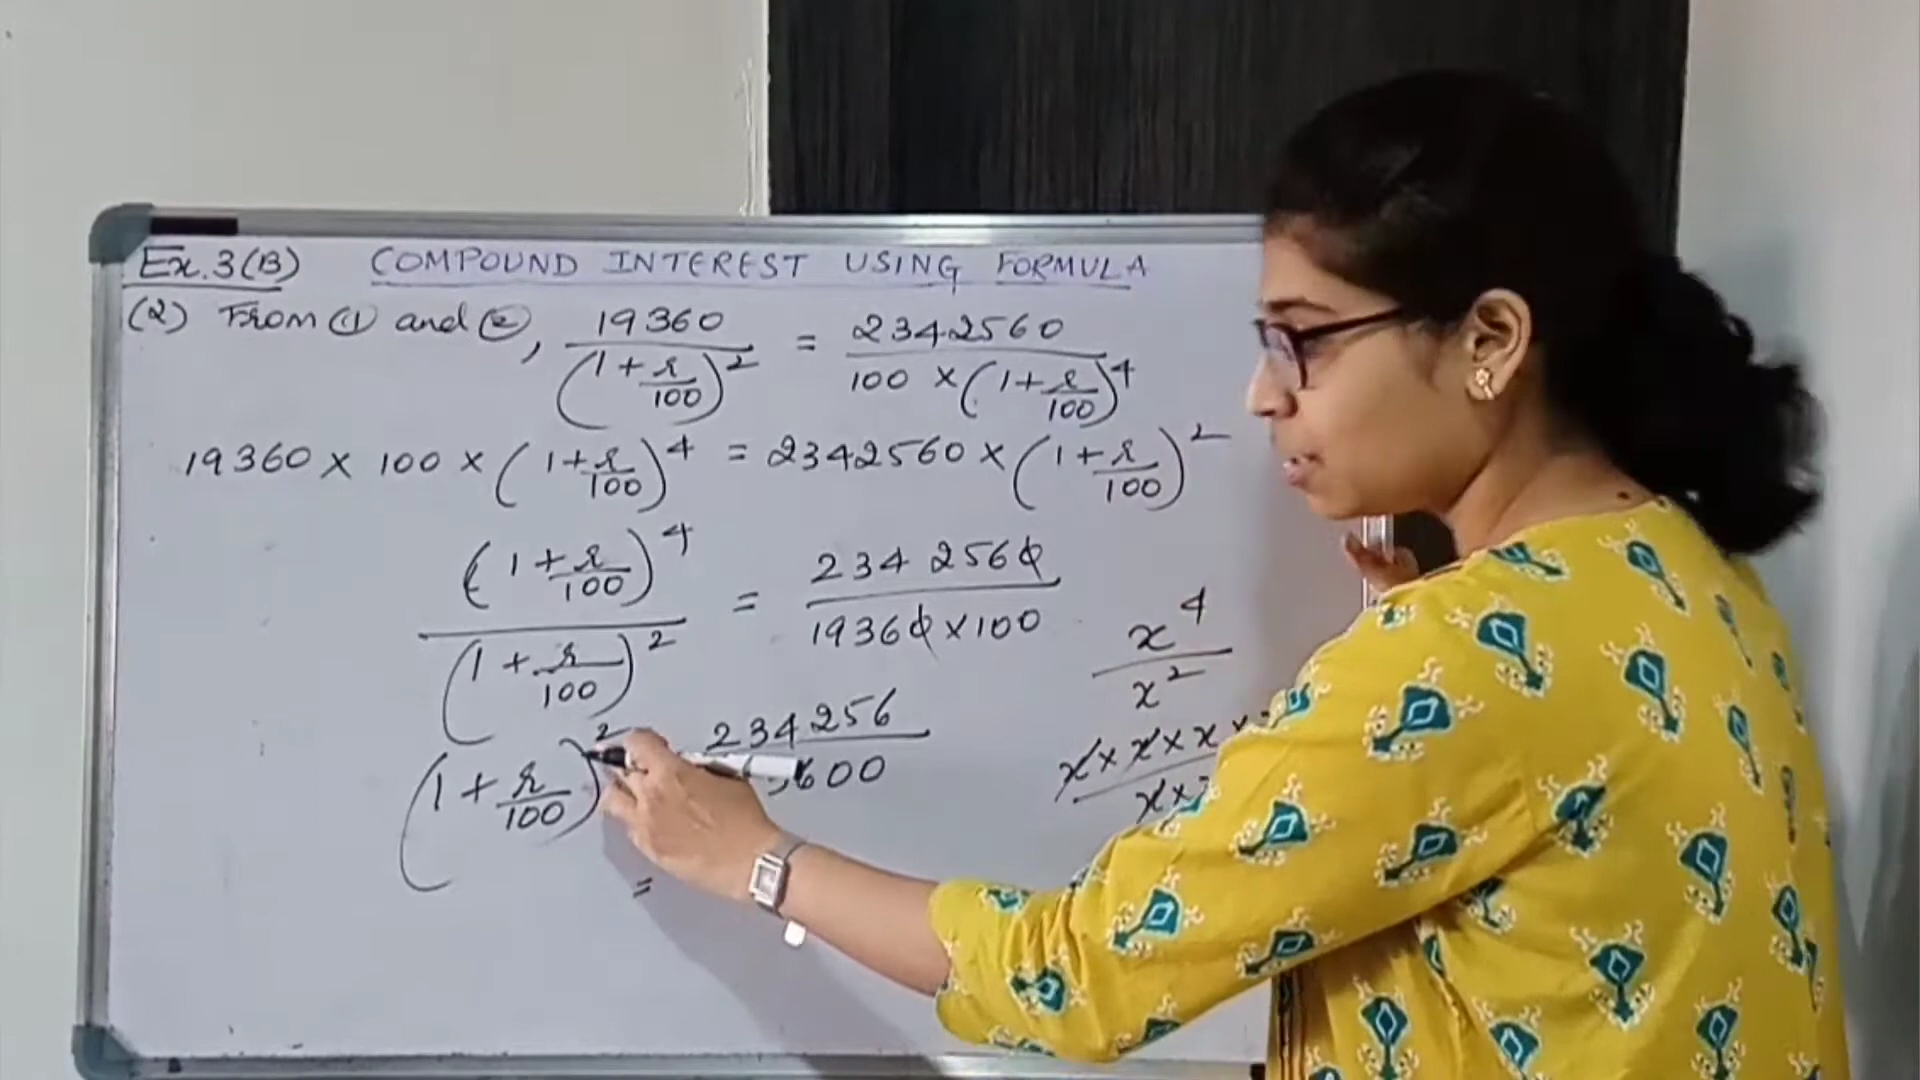 Ex. 3(B) COMPOUND INTEREST USING FORMULA
(2) From ① and ②, 19360 / (1 + r/100)² = 2342560 / 100 × (1 + r/100)⁴
19360 × 100 × (1 + r/100)⁴ = 2342560 × (1 + r/100)²
(1 + r/100)⁴ / (1 + r/100)² = 2342560 / 19360 × 100
x⁴ / x²
(1 + r/100)² 234256 / 600
x × x × x × / x ×
=